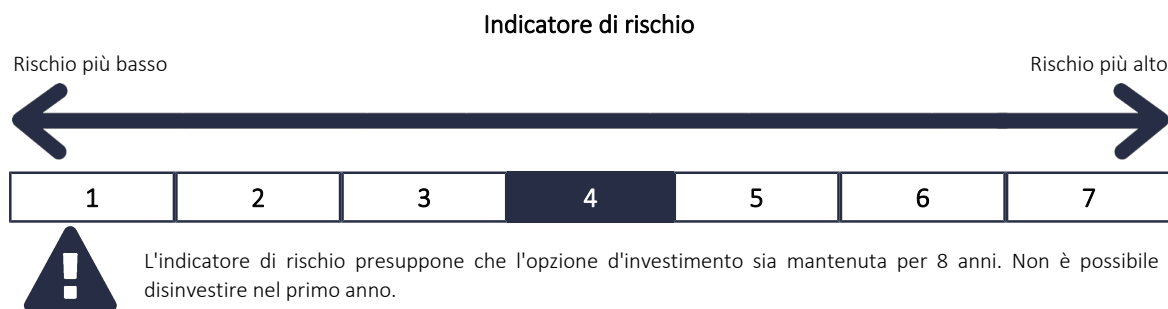 Indicatore di rischio
Rischio più basso Rischio più alto
1 2 3 4 5 6 7
L'indicatore di rischio presuppone che l'opzione d'investimento sia mantenuta per 8 anni. Non è possibile
disinvestire nel primo anno.